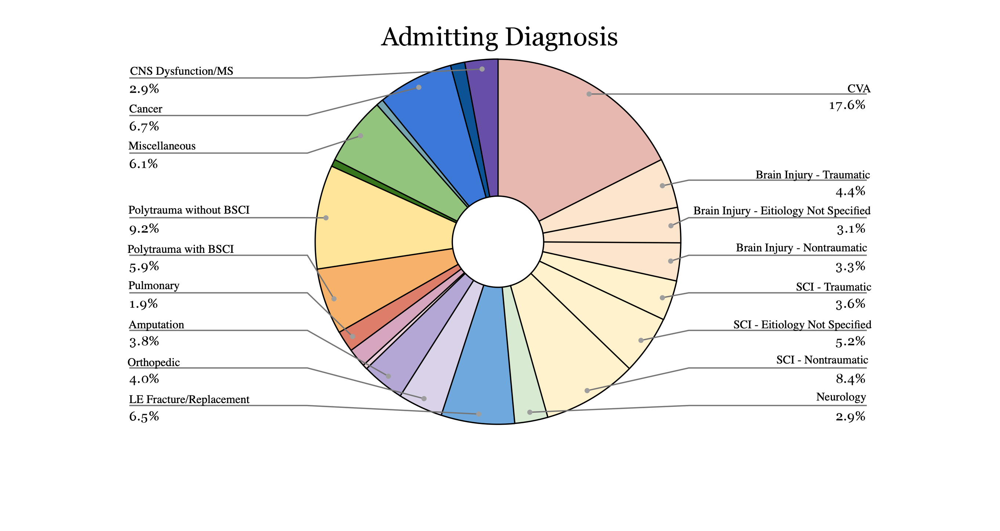 Admitting Diagnosis
CNS Dysfunction/MS
2.9%
Cancer
6.7%
Miscellaneous
6.1%
Polytrauma without BSCI
9.2%
Polytrauma with BSCI
5.9%
Pulmonary
1.9%
Amputation
3.8%
Orthopedic
4.0%
LE Fracture/Replacement
6.5%
CVA
17.6%
Brain Injury - Traumatic
4.4%
Brain Injury - Eitiology Not Specified
3.1%
Brain Injury - Nontraumatic
3.3%
SCI - Traumatic
3.6%
SCI - Eitiology Not Specified
5.2%
SCI - Nontraumatic
8.4%
Neurology
2.9%